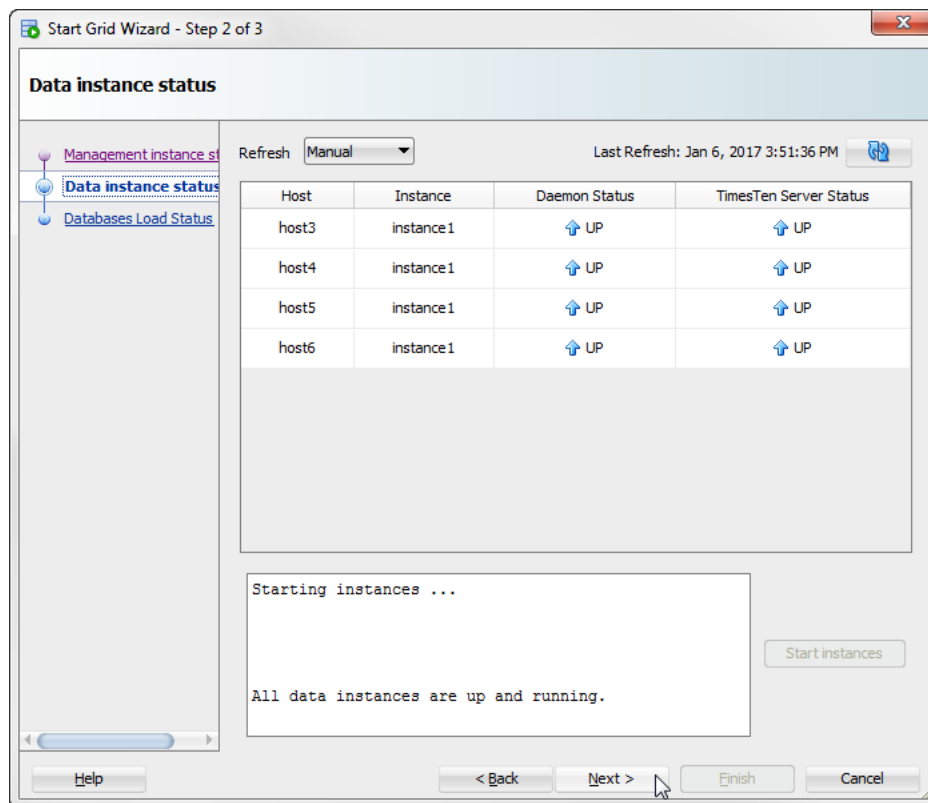 Start Grid Wizard - Step 2 of 3
Data instance status
Management instance st
Data instance status
Databases Load Status
Refresh Manual Last Refresh: Jan 6, 2017 3:51:36 PM
Host Instance Daemon Status TimesTen Server Status
host3 instance1 UP UP
host4 instance1 UP UP
host5 instance1 UP UP
host6 instance1 UP UP
Starting instances ...
All data instances are up and running.
Start instances
Help < Back Next > Finish Cancel